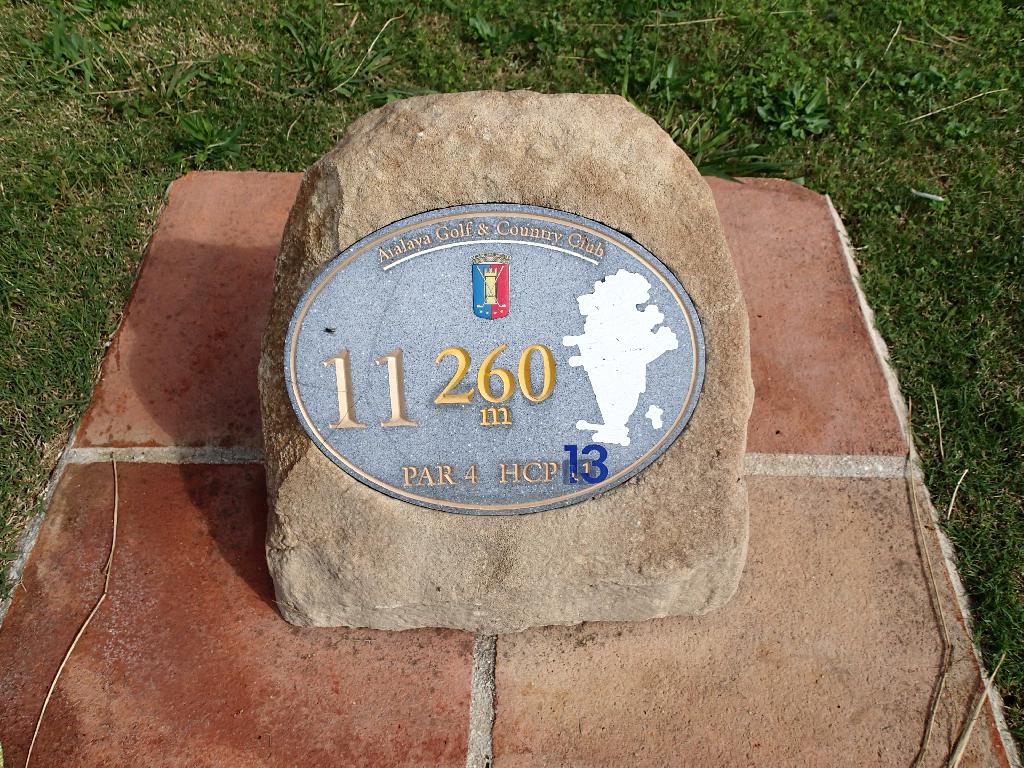 Atalaya Golf & Country Club
11 260
m
PAR 4 HCP 13